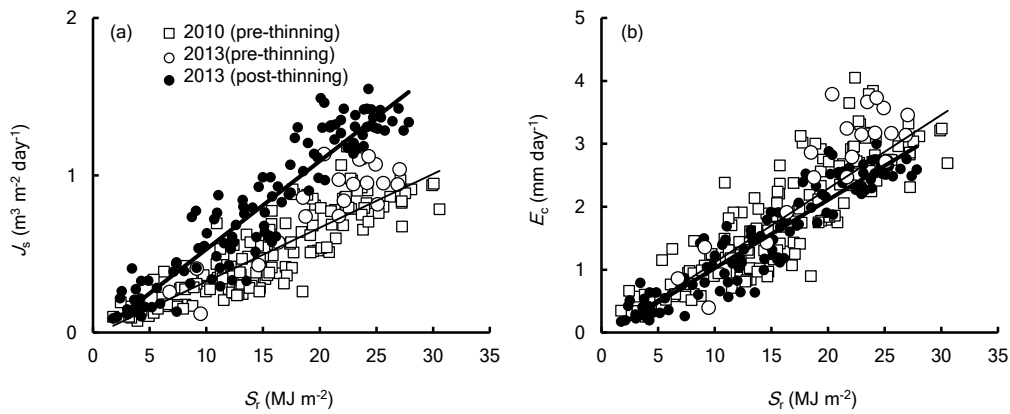 (a)
2010 (pre-thinning)
2013(pre-thinning)
2013 (post-thinning)
2
1
0
Js (m³ m⁻² day⁻¹)
0 5 10 15 20 25 30 35
Sr (MJ m⁻²)
(b)
5
4
3
2
1
0
Ec (mm day⁻¹)
0 5 10 15 20 25 30 35
Sr (MJ m⁻²)